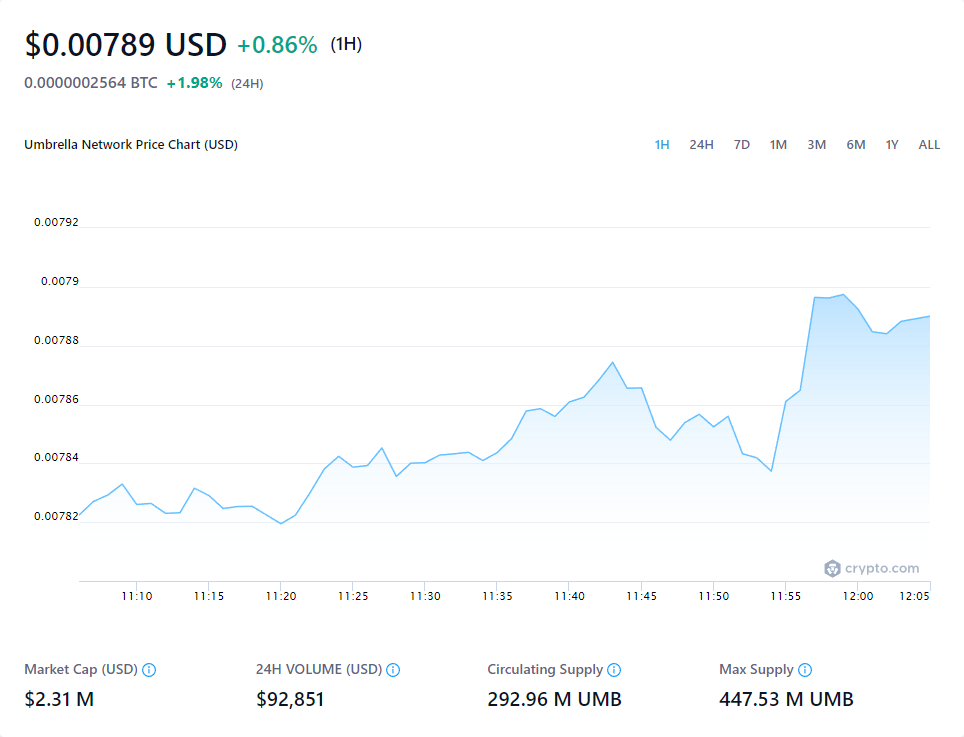 $0.00789 USD +0.86% (1H)
0.0000002564 BTC +1.98% (24H)
Umbrella Network Price Chart (USD)
1H 24H 7D 1M 3M 6M 1Y ALL
0.00792
0.0079
0.00788
0.00786
0.00784
0.00782
crypto.com
11:10 11:15 11:20 11:25 11:30 11:35 11:40 11:45 11:50 11:55 12:00 12:05
Market Cap (USD) 24H VOLUME (USD) Circulating Supply Max Supply
$2.31 M $92,851 292.96 M UMB 447.53 M UMB